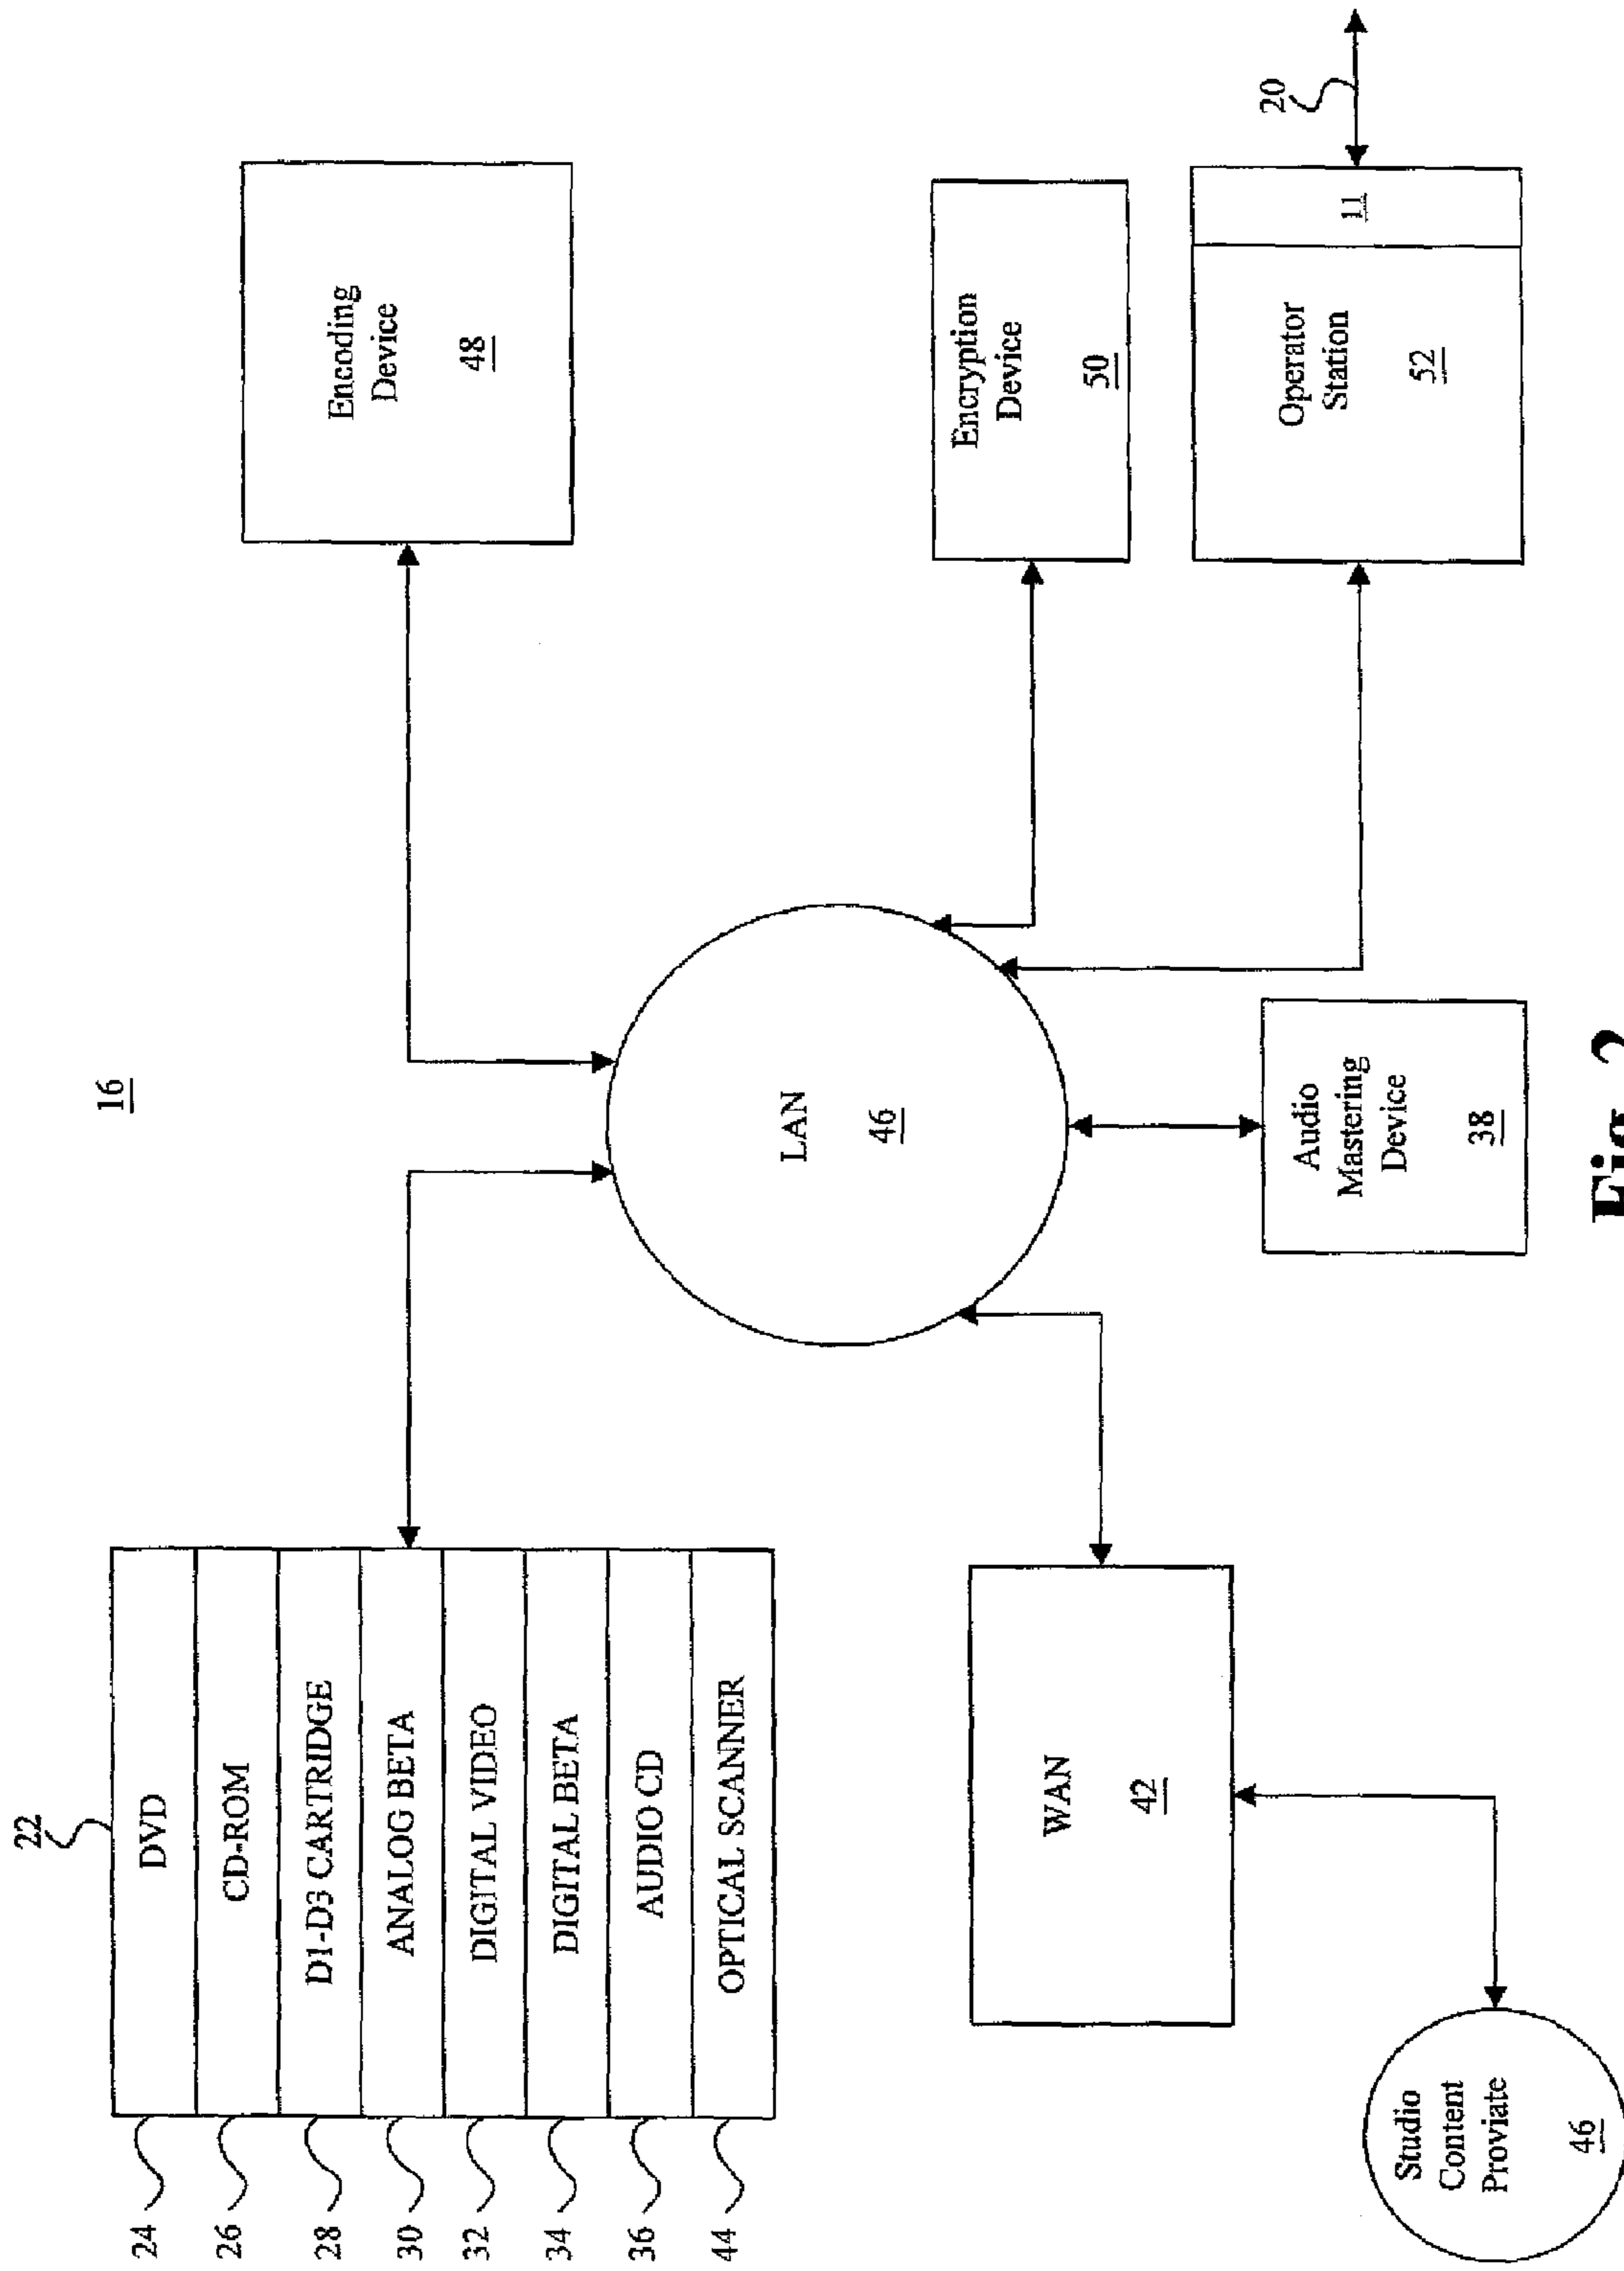 16
22
24
DVD
26
CD-ROM
28
D1-D3 CARTRIDGE
30
ANALOG BETA
32
DIGITAL VIDEO
34
DIGITAL BETA
36
AUDIO CD
44
OPTICAL SCANNER
Encoding
Device
48
LAN
46
Encryption
Device
50
Operator
Station
52
11
20
WAN
42
Audio
Mastering
Device
38
Studio
Content
Proviate
46
Fig. 2